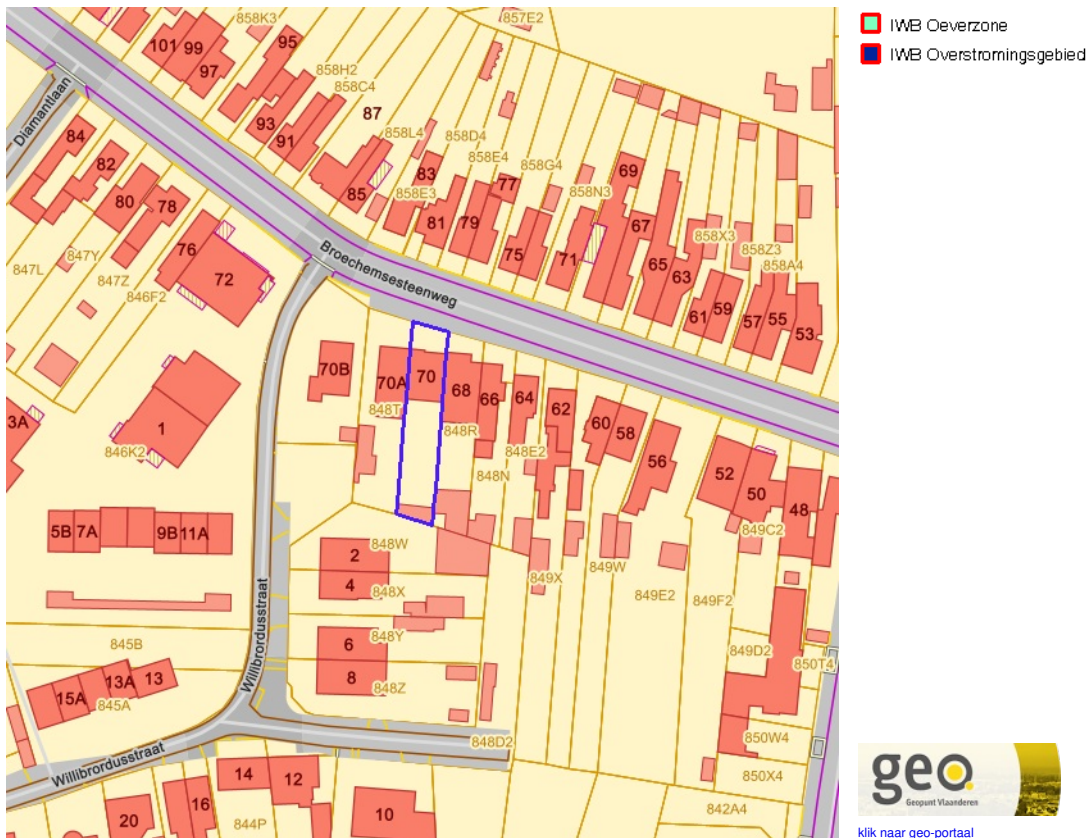 857E2
858K3
IWB Oeverzone
IWB Overstromingsgebied
101
99
97
95
858H2
858C4
87
93
91
858L4
858D4
858E4
858G4
858N3
Diamantlaan
84
82
80
78
85
83
858E3
81
79
77
75
71
69
67
65
63
858X3
858Z3
858A4
61
59
57
55
53
76
72
847L
847Y
847Z
846F2
Broechemsesteenweg
70B
70A
70
68
66
64
62
60
58
56
52
50
48
848T
848R
848N
848E2
849C2
3A
1
846K2
5B
7A
9B
11A
2
848W
4
848X
849X
849W
849E2
849F2
849D2
850T4
850W4
850X4
842A4
845B
6
848Y
8
848Z
848D2
15A
13A
13
845A
Willibrordusstraat
Willibrordusstraat
14
12
16
20
844P
10
geo
Geopunt Vlaanderen
klik naar geo-portaal